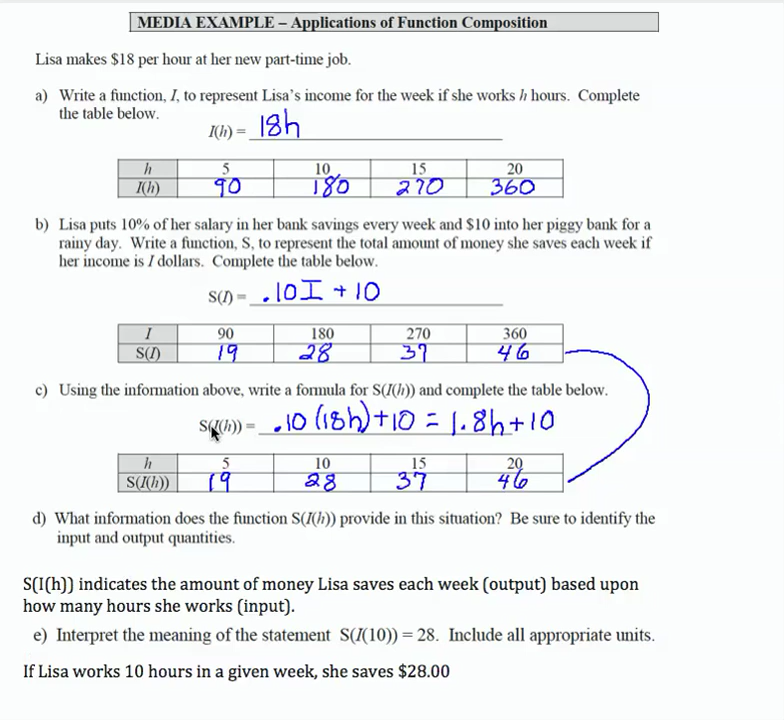 MEDIA EXAMPLE – Applications of Function Composition
Lisa makes $18 per hour at her new part-time job.
a) Write a function, I, to represent Lisa's income for the week if she works h hours. Complete
the table below.
I(h) = 18h
h 5 10 15 20
I(h) 90 180 270 360
b) Lisa puts 10% of her salary in her bank savings every week and $10 into her piggy bank for a
rainy day. Write a function, S, to represent the total amount of money she saves each week if
her income is I dollars. Complete the table below.
S(I) = .10I + 10
I 90 180 270 360
S(I) 19 28 37 46
c) Using the information above, write a formula for S(I(h)) and complete the table below.
S(I(h)) = .10(18h)+10 = 1.8h+10
h 5 10 15 20
S(I(h)) 19 28 37 46
d) What information does the function S(I(h)) provide in this situation? Be sure to identify the
input and output quantities.
S(I(h)) indicates the amount of money Lisa saves each week (output) based upon
how many hours she works (input).
e) Interpret the meaning of the statement S(I(10)) = 28. Include all appropriate units.
If Lisa works 10 hours in a given week, she saves $28.00